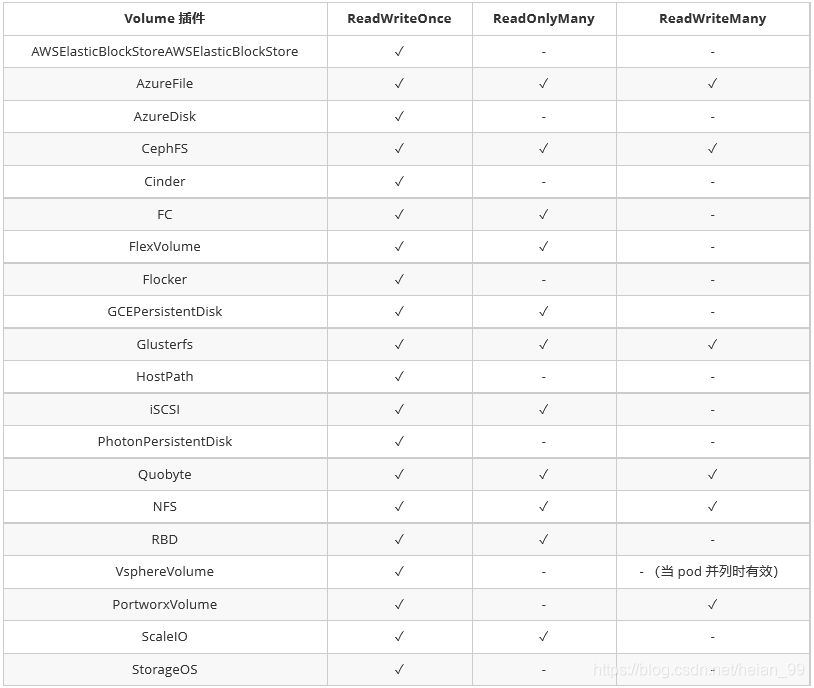 Volume 插件 ReadWriteOnce ReadOnlyMany ReadWriteMany
AWSElasticBlockStoreAWSElasticBlockStore ✓ - -
AzureFile ✓ ✓ ✓
AzureDisk ✓ - -
CephFS ✓ ✓ ✓
Cinder ✓ - -
FC ✓ ✓ -
FlexVolume ✓ ✓ -
Flocker ✓ - -
GCEPersistentDisk ✓ ✓ -
Glusterfs ✓ ✓ ✓
HostPath ✓ - -
iSCSI ✓ ✓ -
PhotonPersistentDisk ✓ - -
Quobyte ✓ ✓ ✓
NFS ✓ ✓ ✓
RBD ✓ ✓ -
VsphereVolume ✓ - - （当 pod 并列时有效）
PortworxVolume ✓ - ✓
ScaleIO ✓ ✓ -
StorageOS ✓ - -
https://blog.csdn.net/heian_99